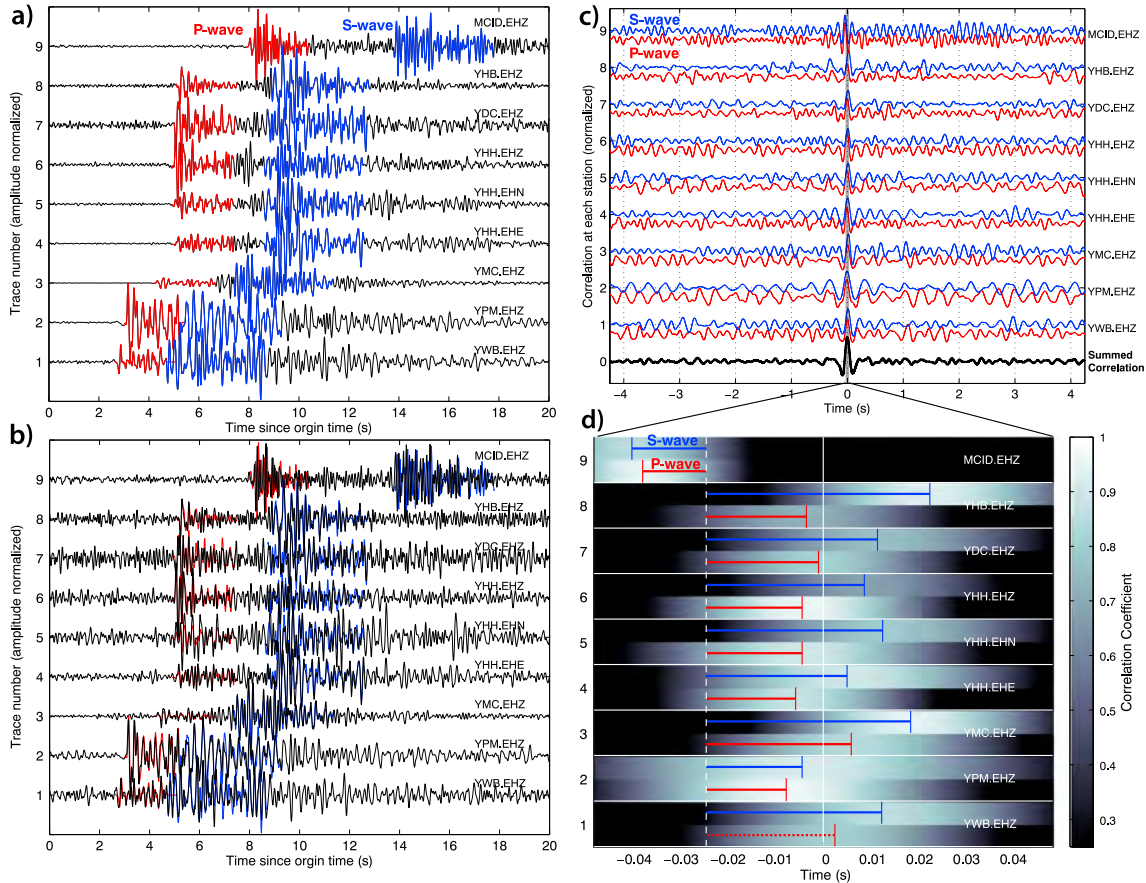 a)
P-wave
S-wave
MCID.EHZ
YHB.EHZ
YDC.EHZ
YHH.EHZ
YHH.EHN
YHH.EHE
YMC.EHZ
YPM.EHZ
YWB.EHZ
9
8
7
6
5
4
3
2
1
Trace number (amplitude normalized)
0 2 4 6 8 10 12 14 16 18 20
Time since orgin time (s)
b)
MCID.EHZ
YHB.EHZ
YDC.EHZ
YHH.EHZ
YHH.EHN
YHH.EHE
YMC.EHZ
YPM.EHZ
YWB.EHZ
9
8
7
6
5
4
3
2
1
Trace number (amplitude normalized)
0 2 4 6 8 10 12 14 16 18 20
Time since orgin time (s)
c)
S-wave
P-wave
MCID.EHZ
YHB.EHZ
YDC.EHZ
YHH.EHZ
YHH.EHN
YHH.EHE
YMC.EHZ
YPM.EHZ
YWB.EHZ
Summed
Correlation
9
8
7
6
5
4
3
2
1
0
Correlation at each station (normalized)
−4 −3 −2 −1 0 1 2 3 4
Time (s)
d)
S-wave
P-wave
MCID.EHZ
YHB.EHZ
YDC.EHZ
YHH.EHZ
YHH.EHN
YHH.EHE
YMC.EHZ
YPM.EHZ
YWB.EHZ
9
8
7
6
5
4
3
2
1
−0.04 −0.03 −0.02 −0.01 0 0.01 0.02 0.03 0.04
Time (s)
1
0.9
0.8
0.7
0.6
0.5
0.4
0.3
Correlation Coefficient